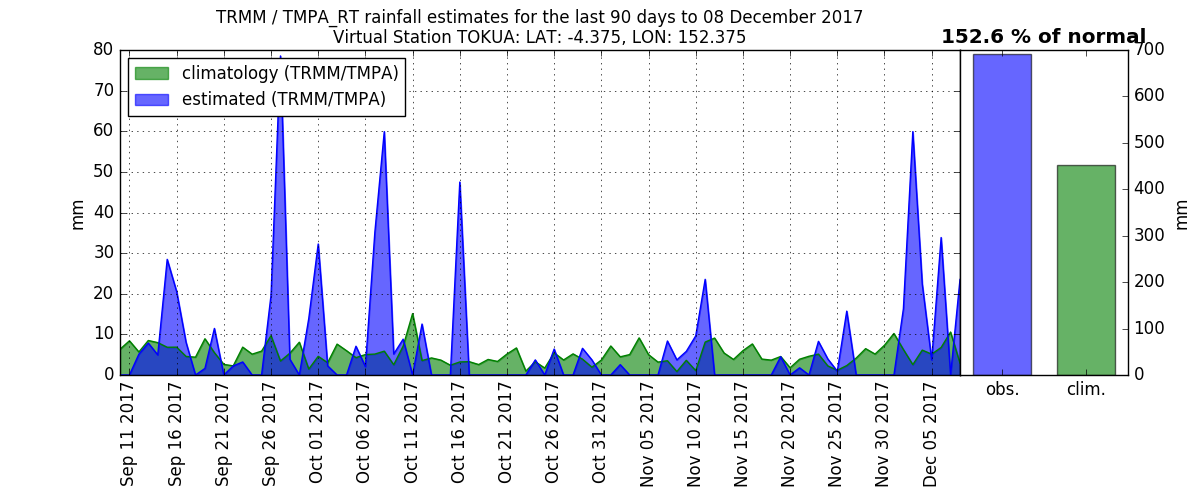 TRMM / TMPA_RT rainfall estimates for the last 90 days to 08 December 2017
Virtual Station TOKUA: LAT: -4.375, LON: 152.375
152.6 % of normal
climatology (TRMM/TMPA)
estimated (TRMM/TMPA)
mm
80
70
60
50
40
30
20
10
0
Sep 11 2017
Sep 16 2017
Sep 21 2017
Sep 26 2017
Oct 01 2017
Oct 06 2017
Oct 11 2017
Oct 16 2017
Oct 21 2017
Oct 26 2017
Oct 31 2017
Nov 05 2017
Nov 10 2017
Nov 15 2017
Nov 20 2017
Nov 25 2017
Nov 30 2017
Dec 05 2017
obs.
clim.
700
600
500
400
300
200
100
0
mm